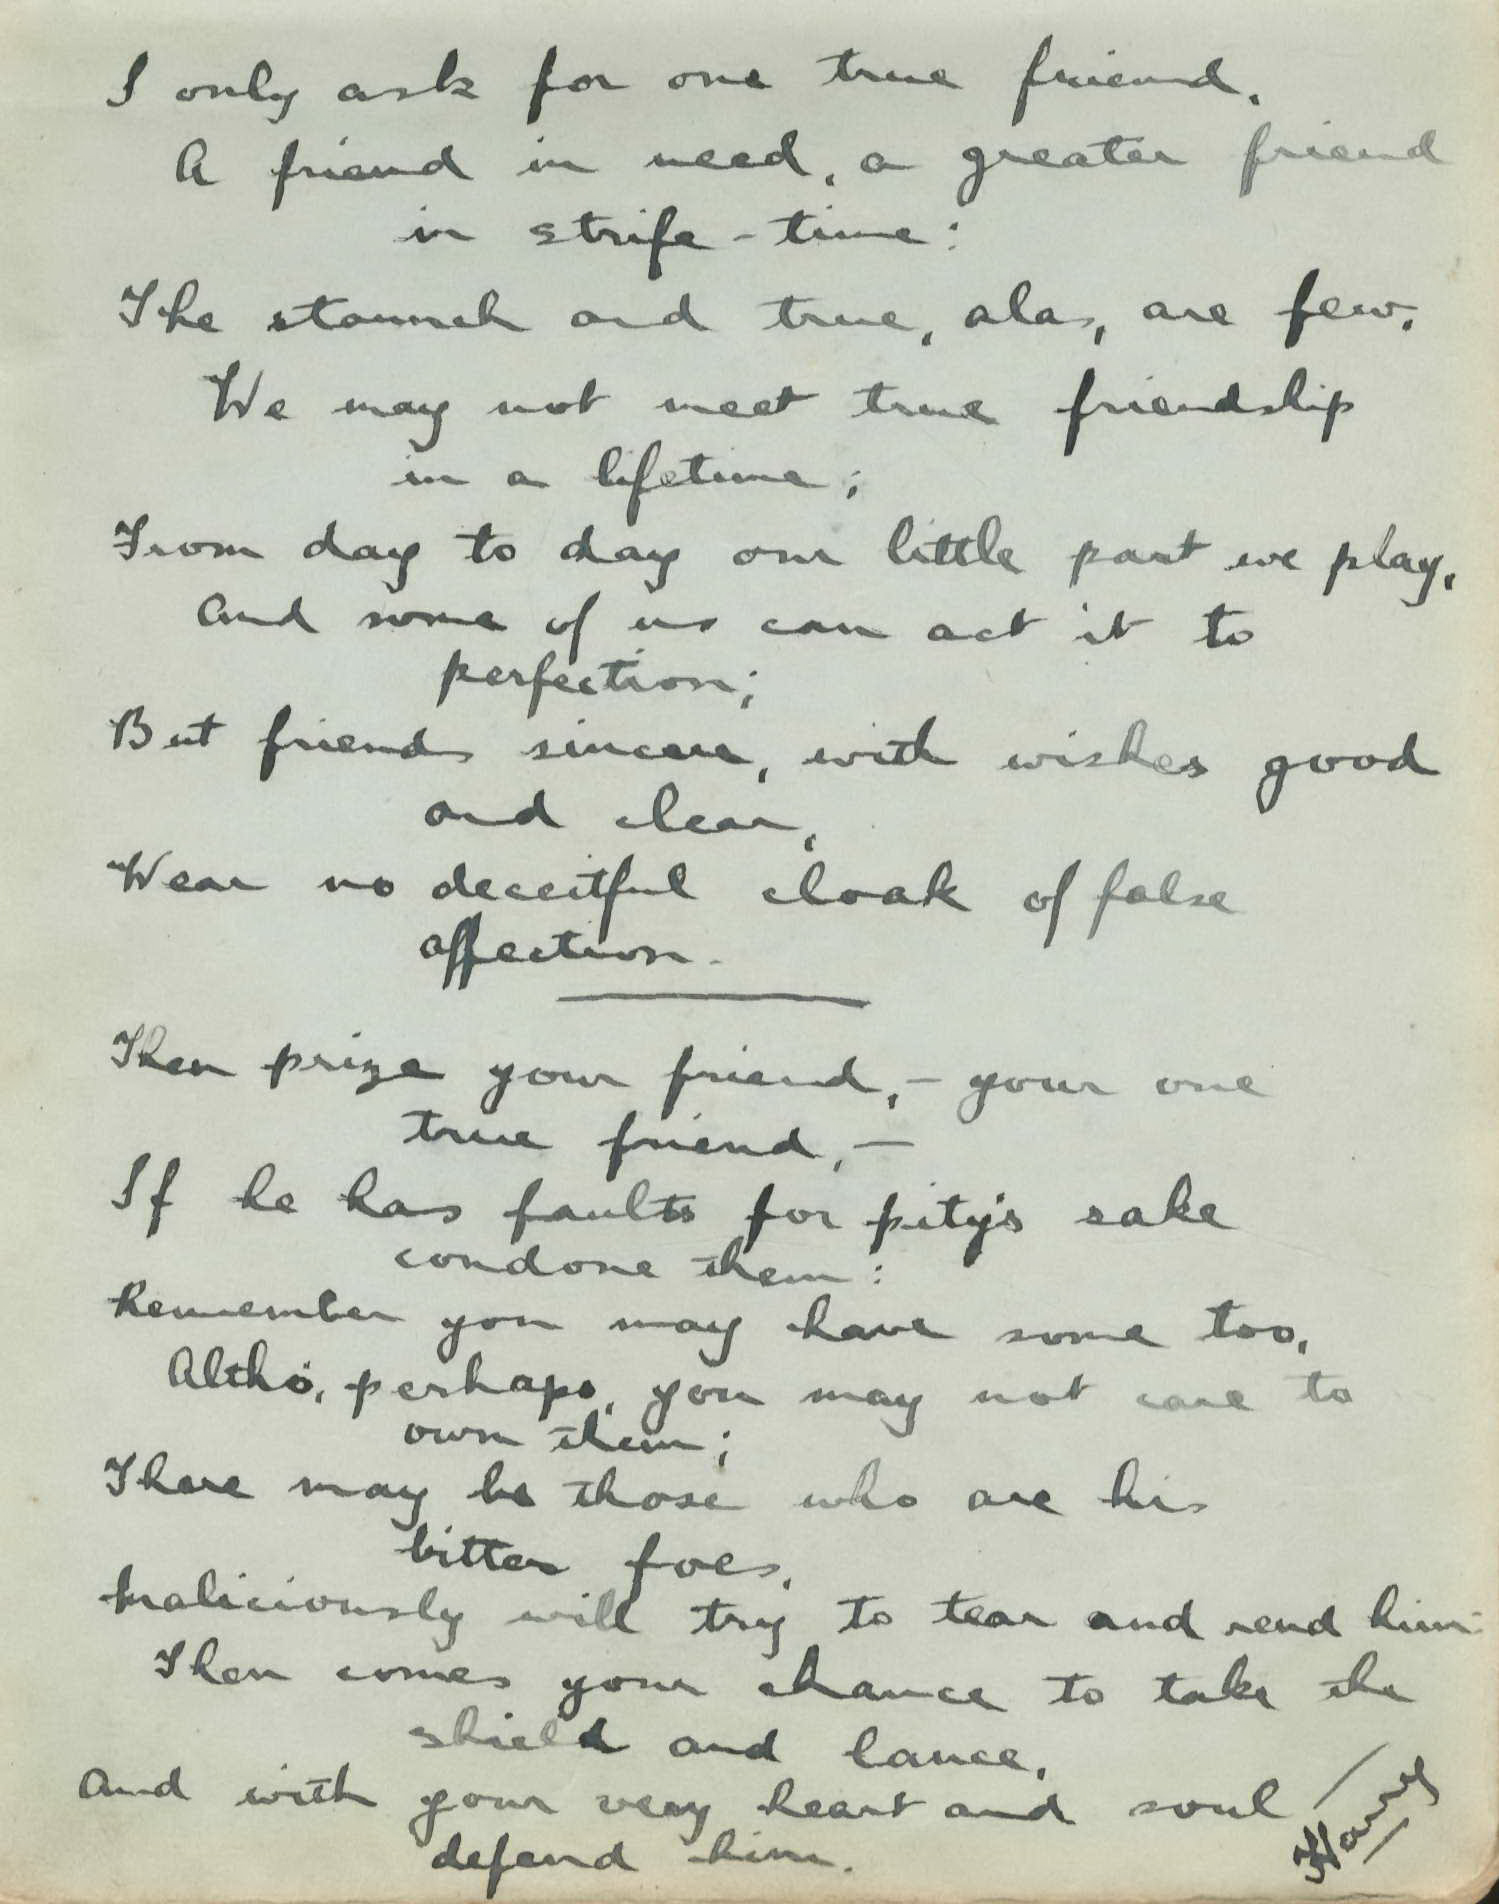 I only ask for one true friend,
A friend in need, a greater friend
in strife-time:
The staunch and true, alas, are few,
We may not meet true friendship
in a lifetime;
From day to day our little part we play,
And some of us can act it to
perfection;
But friends sincere, with wishes good
and clear,
Wear no deceitful cloak of false
affection.
Then prize your friend, - your one
true friend, -
If he has faults for pity's sake
condone them:
Remember you may have some too,
Altho', perhaps, you may not care to
own them;
There may be those who are his
bitter foes,
Maliciously will try to tear and rend him:
Then comes your chance to take the
shield and lance,
And with your very heart and soul
defend him.
Harry